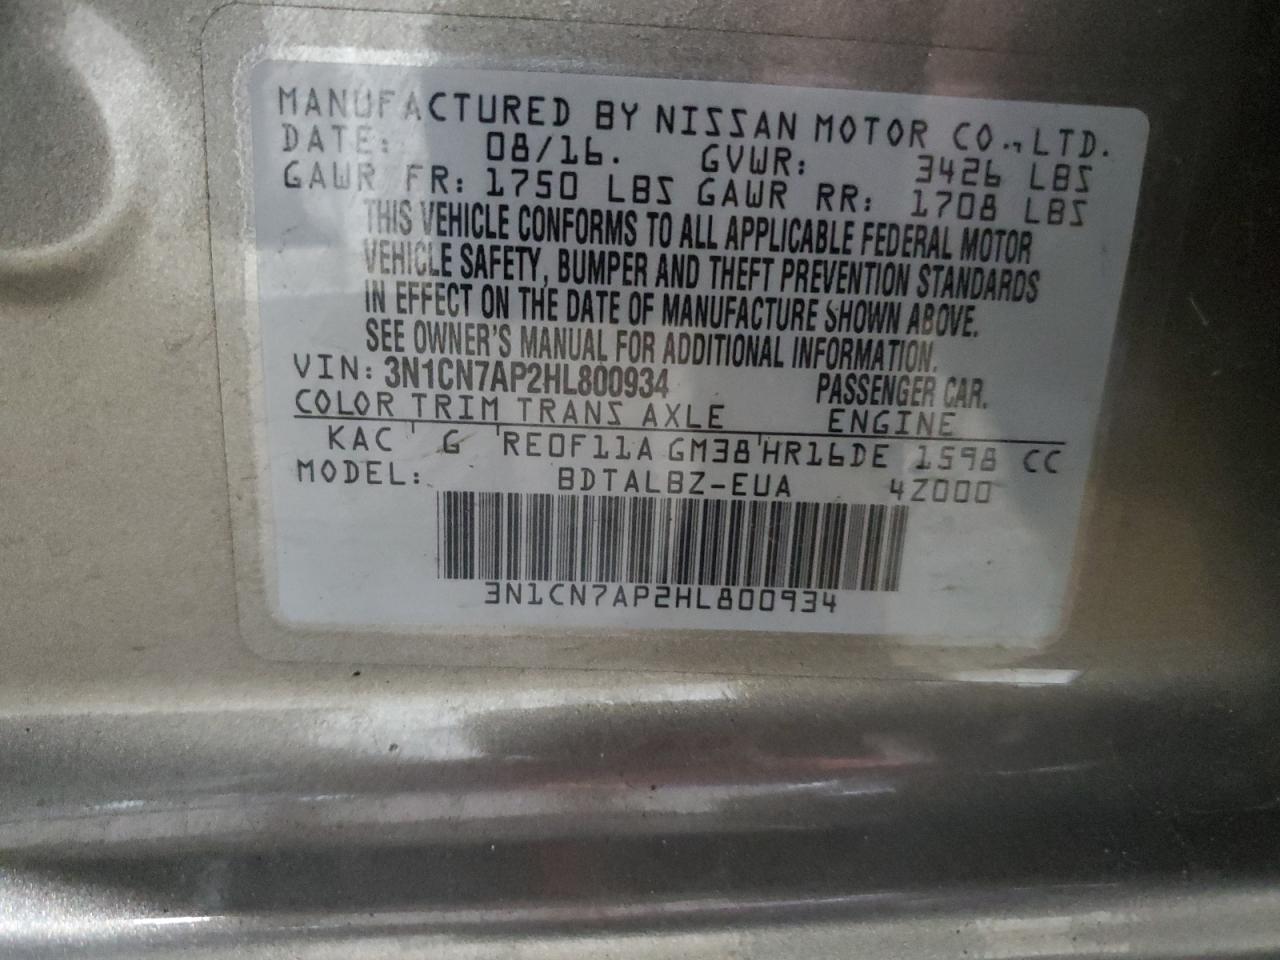 MANUFACTURED BY NISSAN MOTOR CO.,LTD.
DATE: 08/16. GVWR: 3426 LBS
GAWR FR: 1750 LBS GAWR RR: 1708 LBS
THIS VEHICLE CONFORMS TO ALL APPLICABLE FEDERAL MOTOR
VEHICLE SAFETY, BUMPER AND THEFT PREVENTION STANDARDS
IN EFFECT ON THE DATE OF MANUFACTURE SHOWN ABOVE.
SEE OWNER'S MANUAL FOR ADDITIONAL INFORMATION.
VIN: 3N1CN7AP2HL800934 PASSENGER CAR.
COLOR TRIM TRANS AXLE ENGINE
KAC G RE0F11A GM38 HR16DE 1598 CC
MODEL: BDTALBZ-EUA 4Z000
3N1CN7AP2HL800934